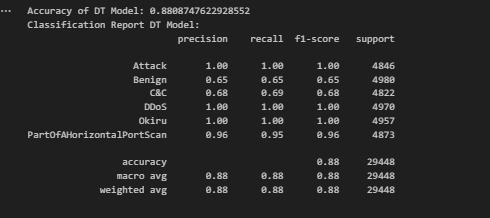 ··· Accuracy of DT Model: 0.8808747622928552
Classification Report DT Model:
precision recall f1-score support
Attack 1.00 1.00 1.00 4846
Benign 0.65 0.65 0.65 4980
C&C 0.68 0.69 0.68 4822
DDoS 1.00 1.00 1.00 4970
Okiru 1.00 1.00 1.00 4957
PartOfAHorizontalPortScan 0.96 0.95 0.96 4873
accuracy 0.88 29448
macro avg 0.88 0.88 0.88 29448
weighted avg 0.88 0.88 0.88 29448